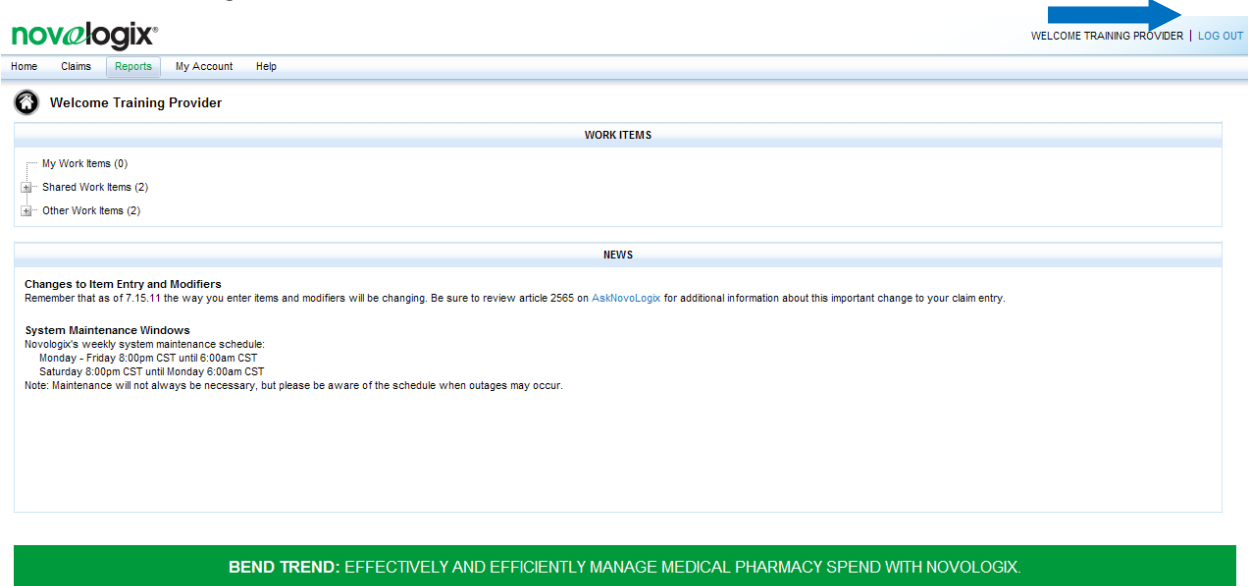 novologix®
WELCOME TRAINING PROVIDER | LOG OUT
Home Claims Reports My Account Help
Welcome Training Provider
WORK ITEMS
My Work Items (0)
Shared Work Items (2)
Other Work Items (2)
NEWS
Changes to Item Entry and Modifiers
Remember that as of 7.15.11 the way you enter items and modifiers will be changing. Be sure to review article 2565 on AskNovoLogix for additional information about this important change to your claim entry.
System Maintenance Windows
Novologix's weekly system maintenance schedule:
Monday - Friday 8:00pm CST until 6:00am CST
Saturday 8:00pm CST until Monday 6:00am CST
Note: Maintenance will not always be necessary, but please be aware of the schedule when outages may occur.
BEND TREND: EFFECTIVELY AND EFFICIENTLY MANAGE MEDICAL PHARMACY SPEND WITH NOVOLOGIX.